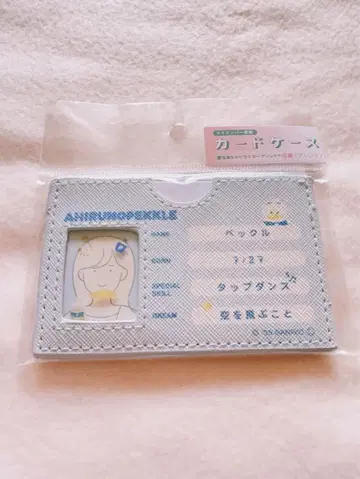 カードケース
AHIRUNOPEKKLE
NAME ペックル
BORN 7/27
SPECIAL SKILL タップダンス
DREAM 空を飛ぶこと